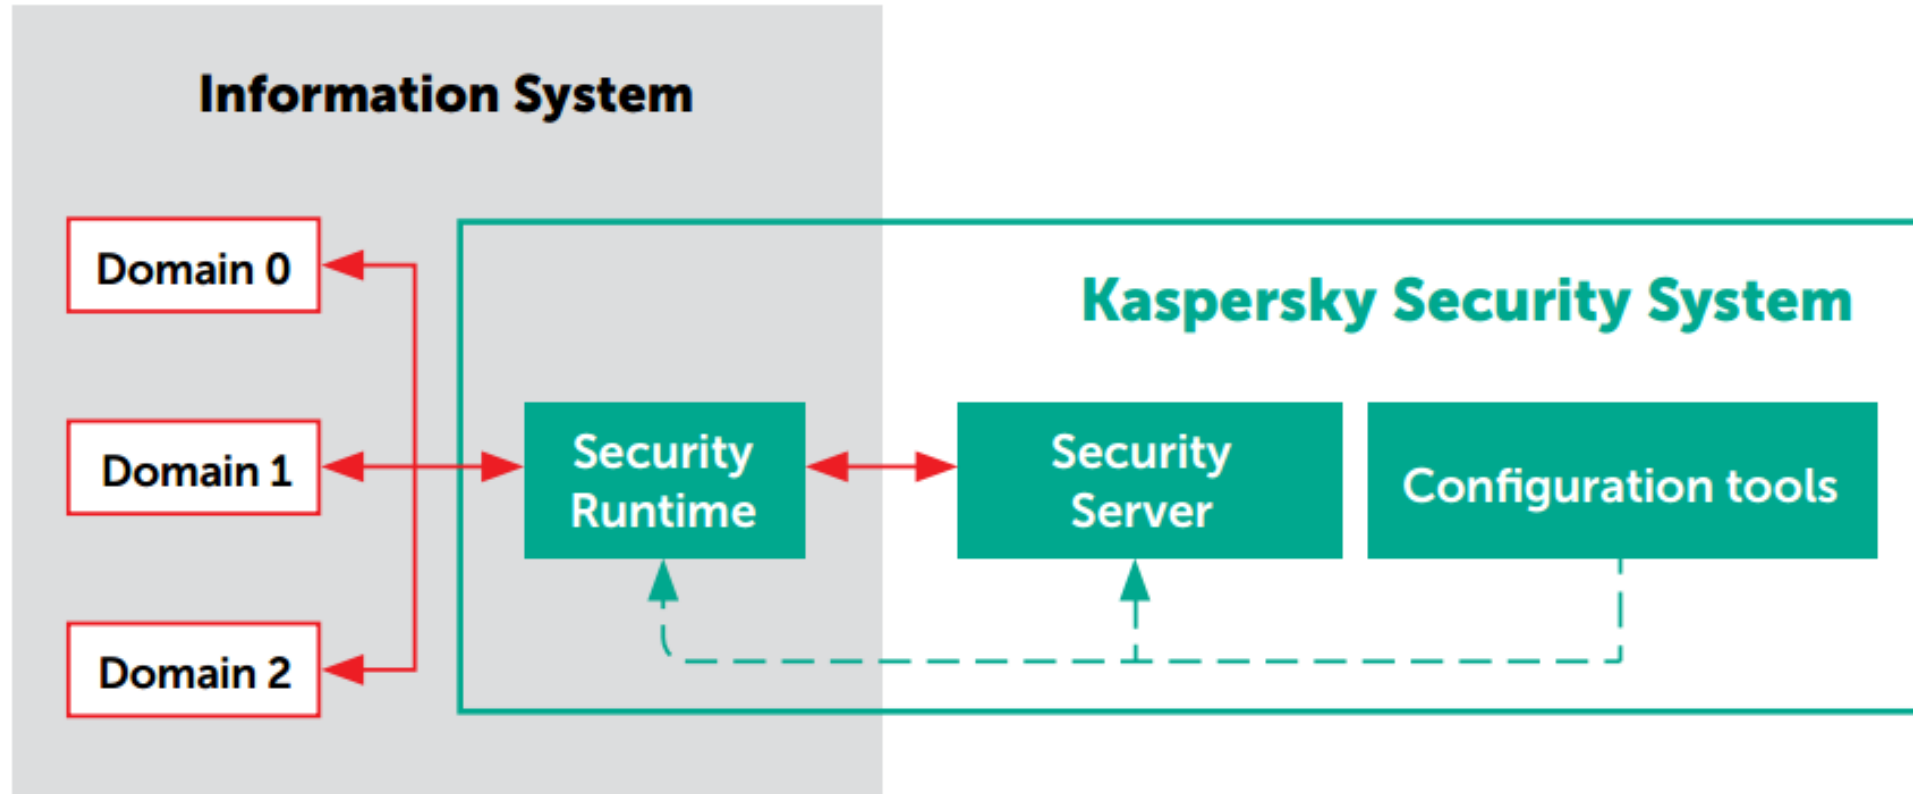 Information System
Domain 0
Kaspersky Security System
Domain 1
Security
Runtime
Security
Server
Configuration tools
Domain 2